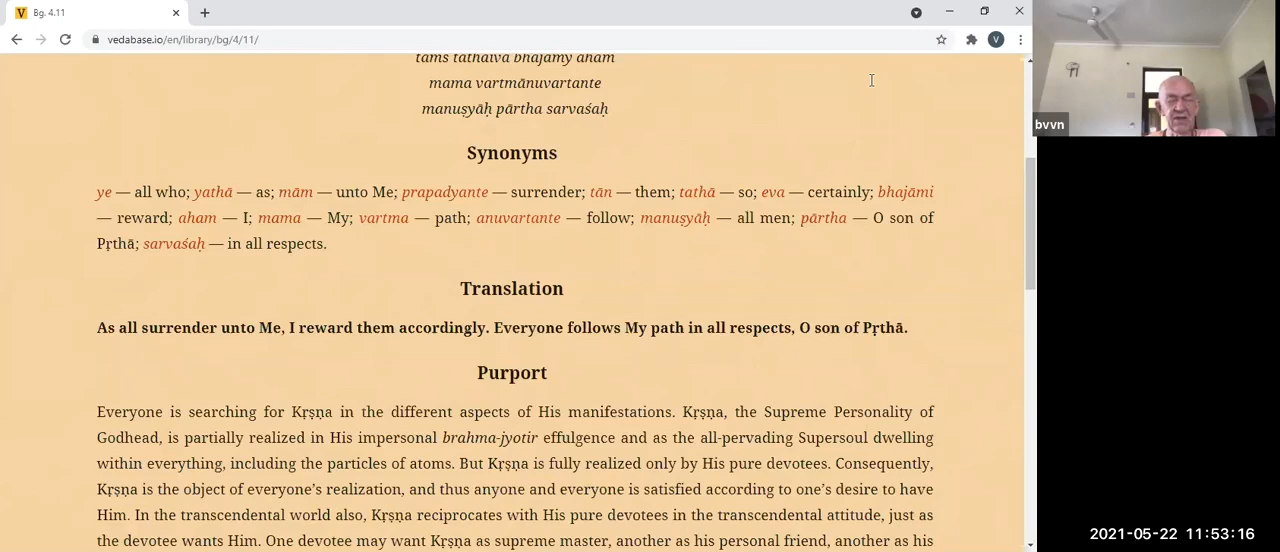 Bg. 4.11
vedabase.io/en/library/bg/4/11/
V
tāṁs tathaiva bhajāmy aham
mama vartmānuvartante
manuṣyāḥ pārtha sarvaśaḥ
Synonyms
ye — all who; yathā — as; mām — unto Me; prapadyante — surrender; tān — them; tathā — so; eva — certainly; bhajāmi
— reward; aham — I; mama — My; vartma — path; anuvartante — follow; manuṣyāḥ — all men; pārtha — O son of
Pṛthā; sarvaśaḥ — in all respects.
Translation
As all surrender unto Me, I reward them accordingly. Everyone follows My path in all respects, O son of Pṛthā.
Purport
Everyone is searching for Kṛṣṇa in the different aspects of His manifestations. Kṛṣṇa, the Supreme Personality of
Godhead, is partially realized in His impersonal brahma-jyotir effulgence and as the all-pervading Supersoul dwelling
within everything, including the particles of atoms. But Kṛṣṇa is fully realized only by His pure devotees. Consequently,
Kṛṣṇa is the object of everyone’s realization, and thus anyone and everyone is satisfied according to one’s desire to have
Him. In the transcendental world also, Kṛṣṇa reciprocates with His pure devotees in the transcendental attitude, just as
the devotee wants Him. One devotee may want Kṛṣṇa as supreme master, another as his personal friend, another as his
bvvn
2021-05-22 11:53:16